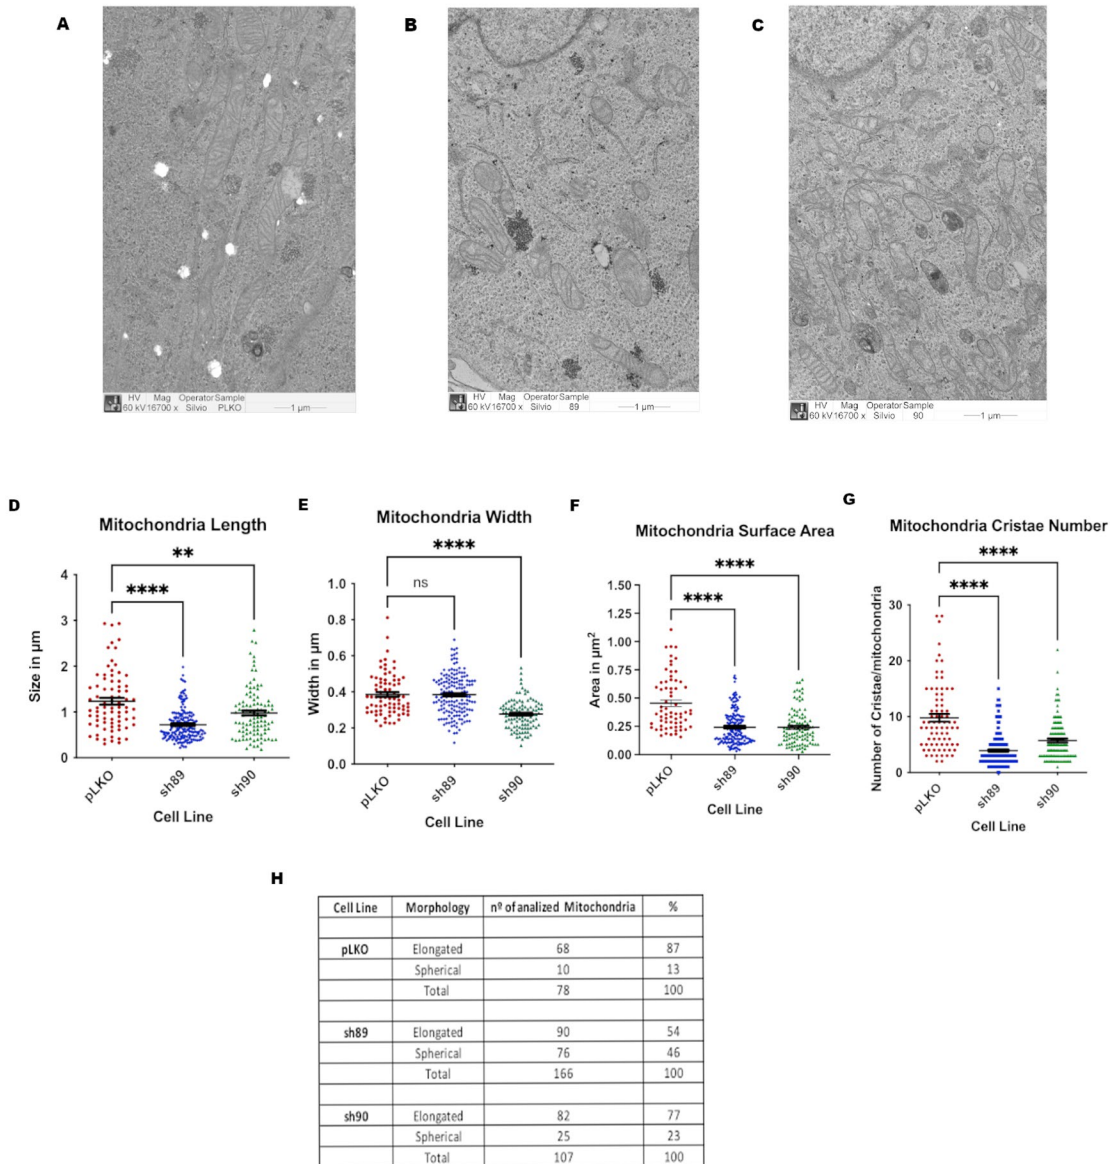 A
B
C
HV Mag Operator Sample
60 kV 16700 x Silvio PLKO 1 µm
HV Mag Operator Sample
60 kV 16700 x Silvio 89 1 µm
HV Mag Operator Sample
60 kV 16700 x Silvio 90 1 µm
D
Mitochondria Length
**
****
4
3
2
1
0
Size in µm
pLKO
sh89
sh90
Cell Line
E
Mitochondria Width
****
ns
1.0
0.8
0.6
0.4
0.2
0.0
Width in µm
pLKO
sh89
sh90
Cell Line
F
Mitochondria Surface Area
****
****
1.50
1.25
1.00
0.75
0.50
0.25
0.00
Area in µm²
pLKO
sh89
sh90
Cell Line
G
Mitochondria Cristae Number
****
****
30
20
10
0
Number of Cristae/mitochondria
pLKO
sh89
sh90
Cell Line
H
Cell Line Morphology nº of analized Mitochondria %
pLKO Elongated 68 87
Spherical 10 13
Total 78 100
sh89 Elongated 90 54
Spherical 76 46
Total 166 100
sh90 Elongated 82 77
Spherical 25 23
Total 107 100